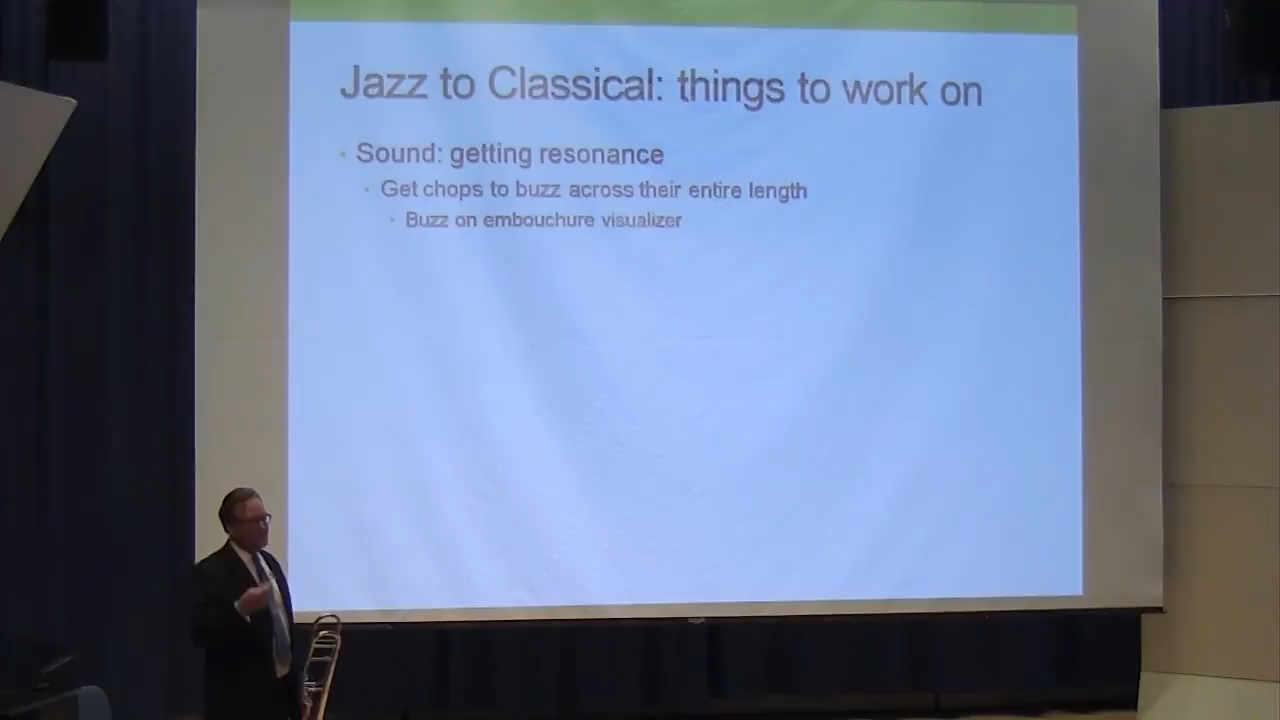 Jazz to Classical: things to work on
Sound: getting resonance
Get chops to buzz across their entire length
Buzz on embouchure visualizer